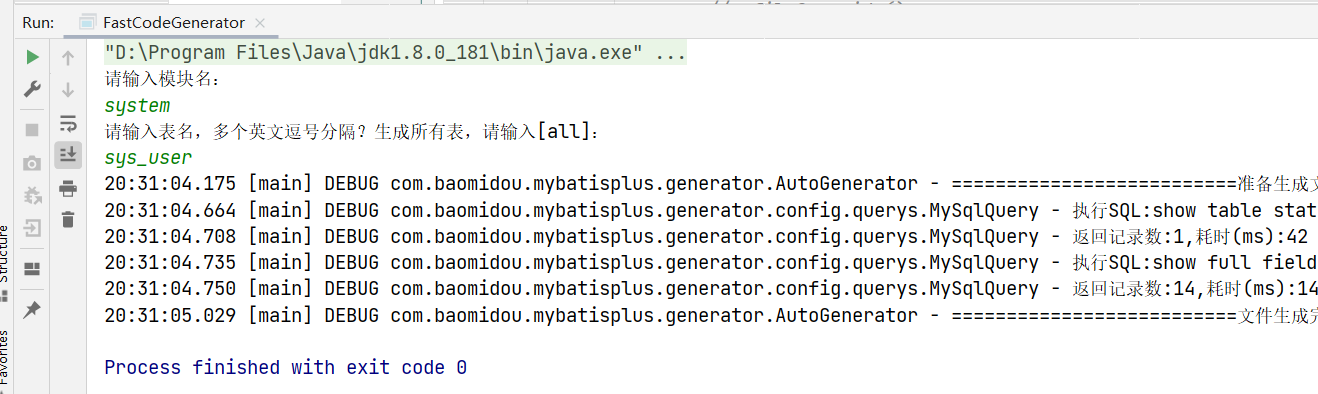 Run:
FastCodeGenerator
"D:\Program Files\Java\jdk1.8.0_181\bin\java.exe" ...
请输入模块名：
system
请输入表名，多个英文逗号分隔？生成所有表，请输入[all]：
sys_user
20:31:04.175 [main] DEBUG com.baomidou.mybatisplus.generator.AutoGenerator - ==========================准备生成文
20:31:04.664 [main] DEBUG com.baomidou.mybatisplus.generator.config.querys.MySqlQuery - 执行SQL:show table stat
20:31:04.708 [main] DEBUG com.baomidou.mybatisplus.generator.config.querys.MySqlQuery - 返回记录数:1,耗时(ms):42
20:31:04.735 [main] DEBUG com.baomidou.mybatisplus.generator.config.querys.MySqlQuery - 执行SQL:show full field
20:31:04.750 [main] DEBUG com.baomidou.mybatisplus.generator.config.querys.MySqlQuery - 返回记录数:14,耗时(ms):14
20:31:05.029 [main] DEBUG com.baomidou.mybatisplus.generator.AutoGenerator - ==========================文件生成完
Process finished with exit code 0
Structure
Favorites